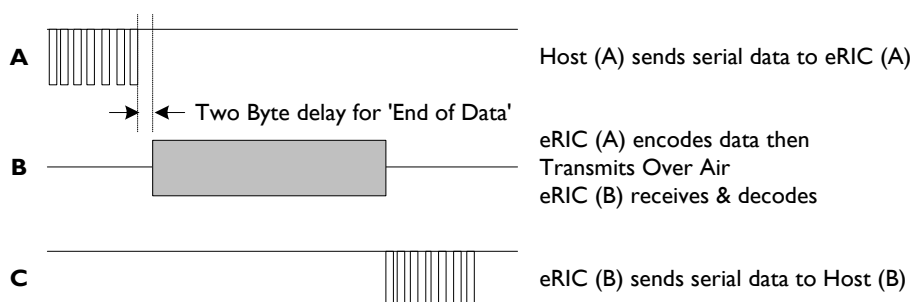 A
Host (A) sends serial data to eRIC (A)
Two Byte delay for 'End of Data'
B
eRIC (A) encodes data then
Transmits Over Air
eRIC (B) receives & decodes
C
eRIC (B) sends serial data to Host (B)